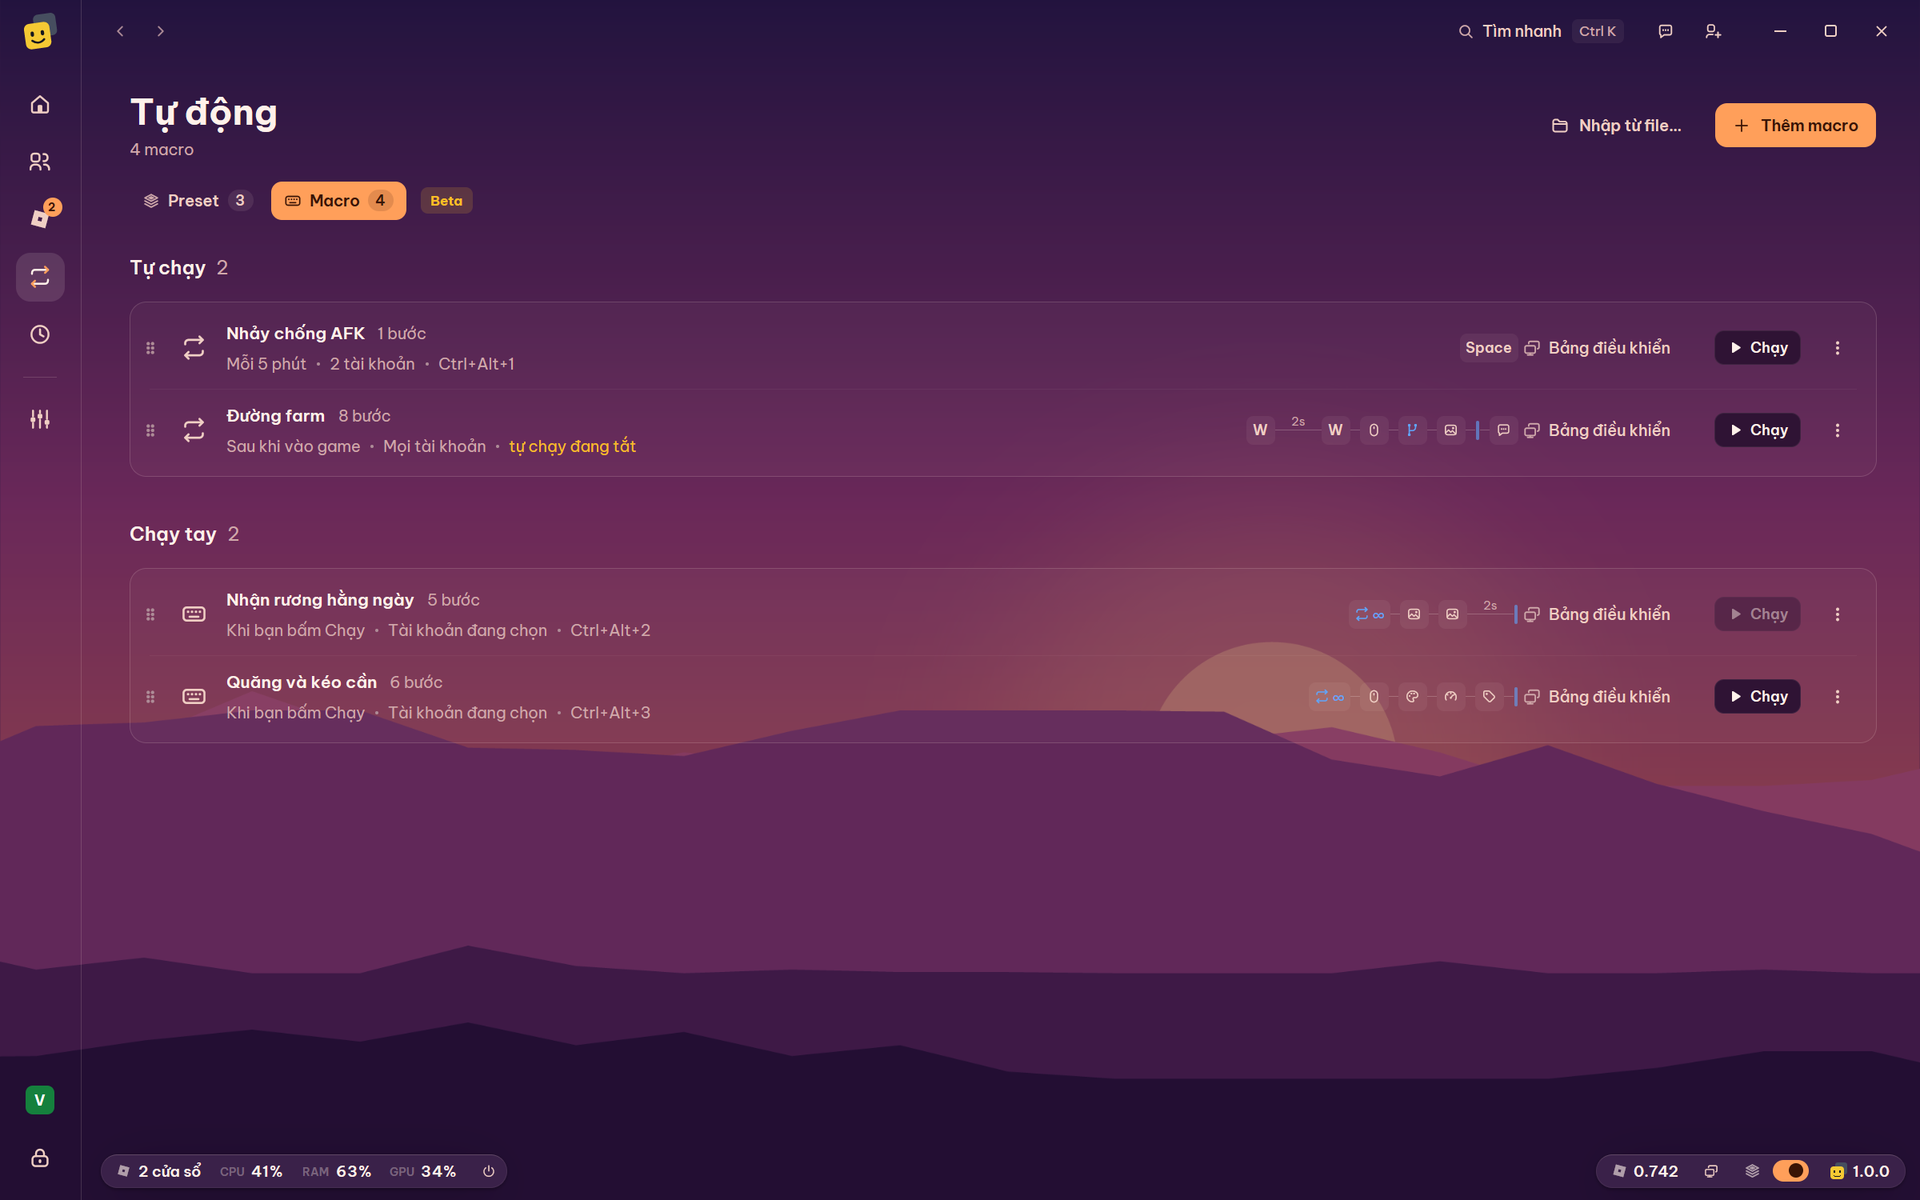 Tìm nhanh Ctrl K
Tự động
4 macro
Nhập từ file...
Thêm macro
Preset 3
Macro 4
Beta
2
Tự chạy 2
Nhảy chống AFK 1 bước
Mỗi 5 phút • 2 tài khoản • Ctrl+Alt+1
Space
Bảng điều khiển
Chạy
Đường farm 8 bước
Sau khi vào game • Mọi tài khoản • tự chạy đang tắt
W 2s W
Bảng điều khiển
Chạy
Chạy tay 2
Nhận rương hằng ngày 5 bước
Khi bạn bấm Chạy • Tài khoản đang chọn • Ctrl+Alt+2
∞ 2s
Bảng điều khiển
Chạy
Quăng và kéo cần 6 bước
Khi bạn bấm Chạy • Tài khoản đang chọn • Ctrl+Alt+3
∞
Bảng điều khiển
Chạy
V
2 cửa sổ CPU 41% RAM 63% GPU 34%
0.742
1.0.0